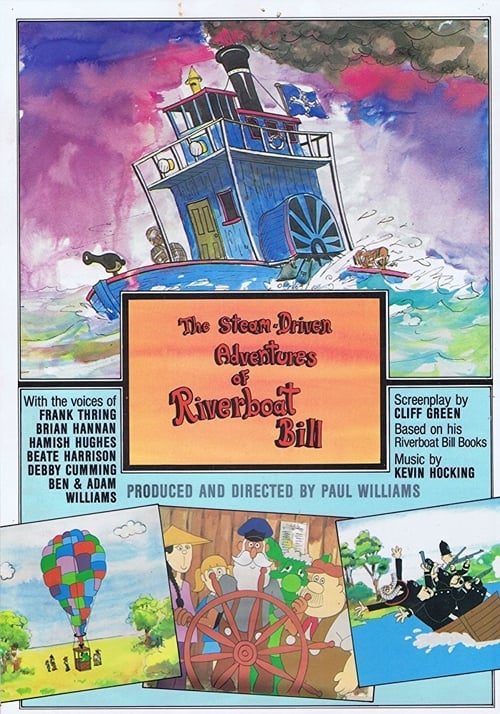 The Steam-Driven
Adventures
of
Riverboat
Bill
With the voices of
FRANK THRING
BRIAN HANNAN
HAMISH HUGHES
BEATE HARRISON
DEBBY CUMMING
BEN & ADAM
WILLIAMS
Screenplay by
CLIFF GREEN
Based on his
Riverboat Bill Books
Music by
KEVIN HOCKING
PRODUCED AND DIRECTED BY PAUL WILLIAMS